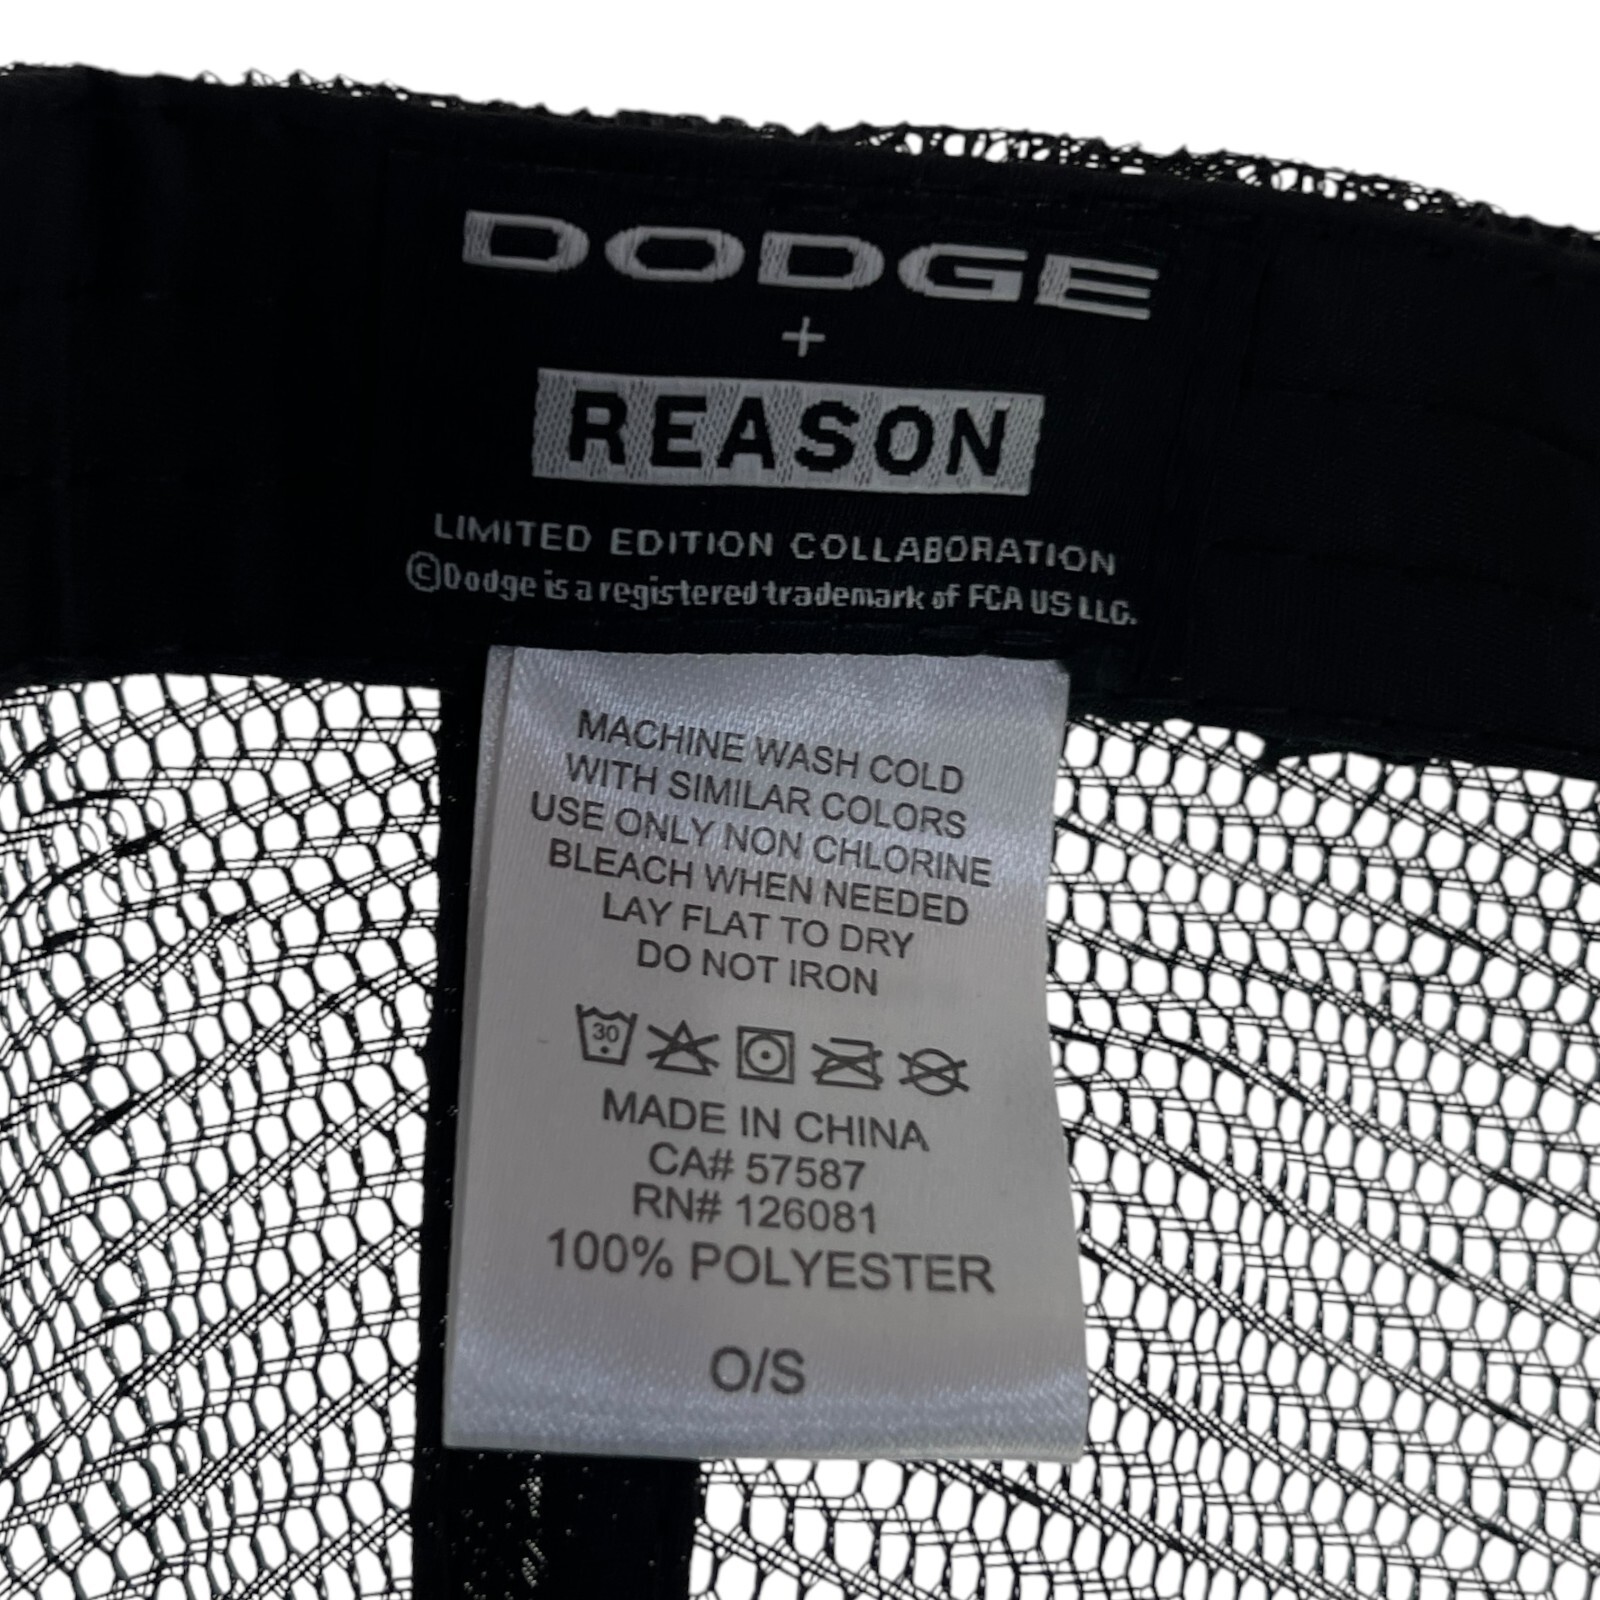 DODGE
+
REASON
LIMITED EDITION COLLABORATION
©Dodge is a registered trademark of FCA US LLC.
MACHINE WASH COLD
WITH SIMILAR COLORS
USE ONLY NON CHLORINE
BLEACH WHEN NEEDED
LAY FLAT TO DRY
DO NOT IRON
30
MADE IN CHINA
CA# 57587
RN# 126081
100% POLYESTER
O/S